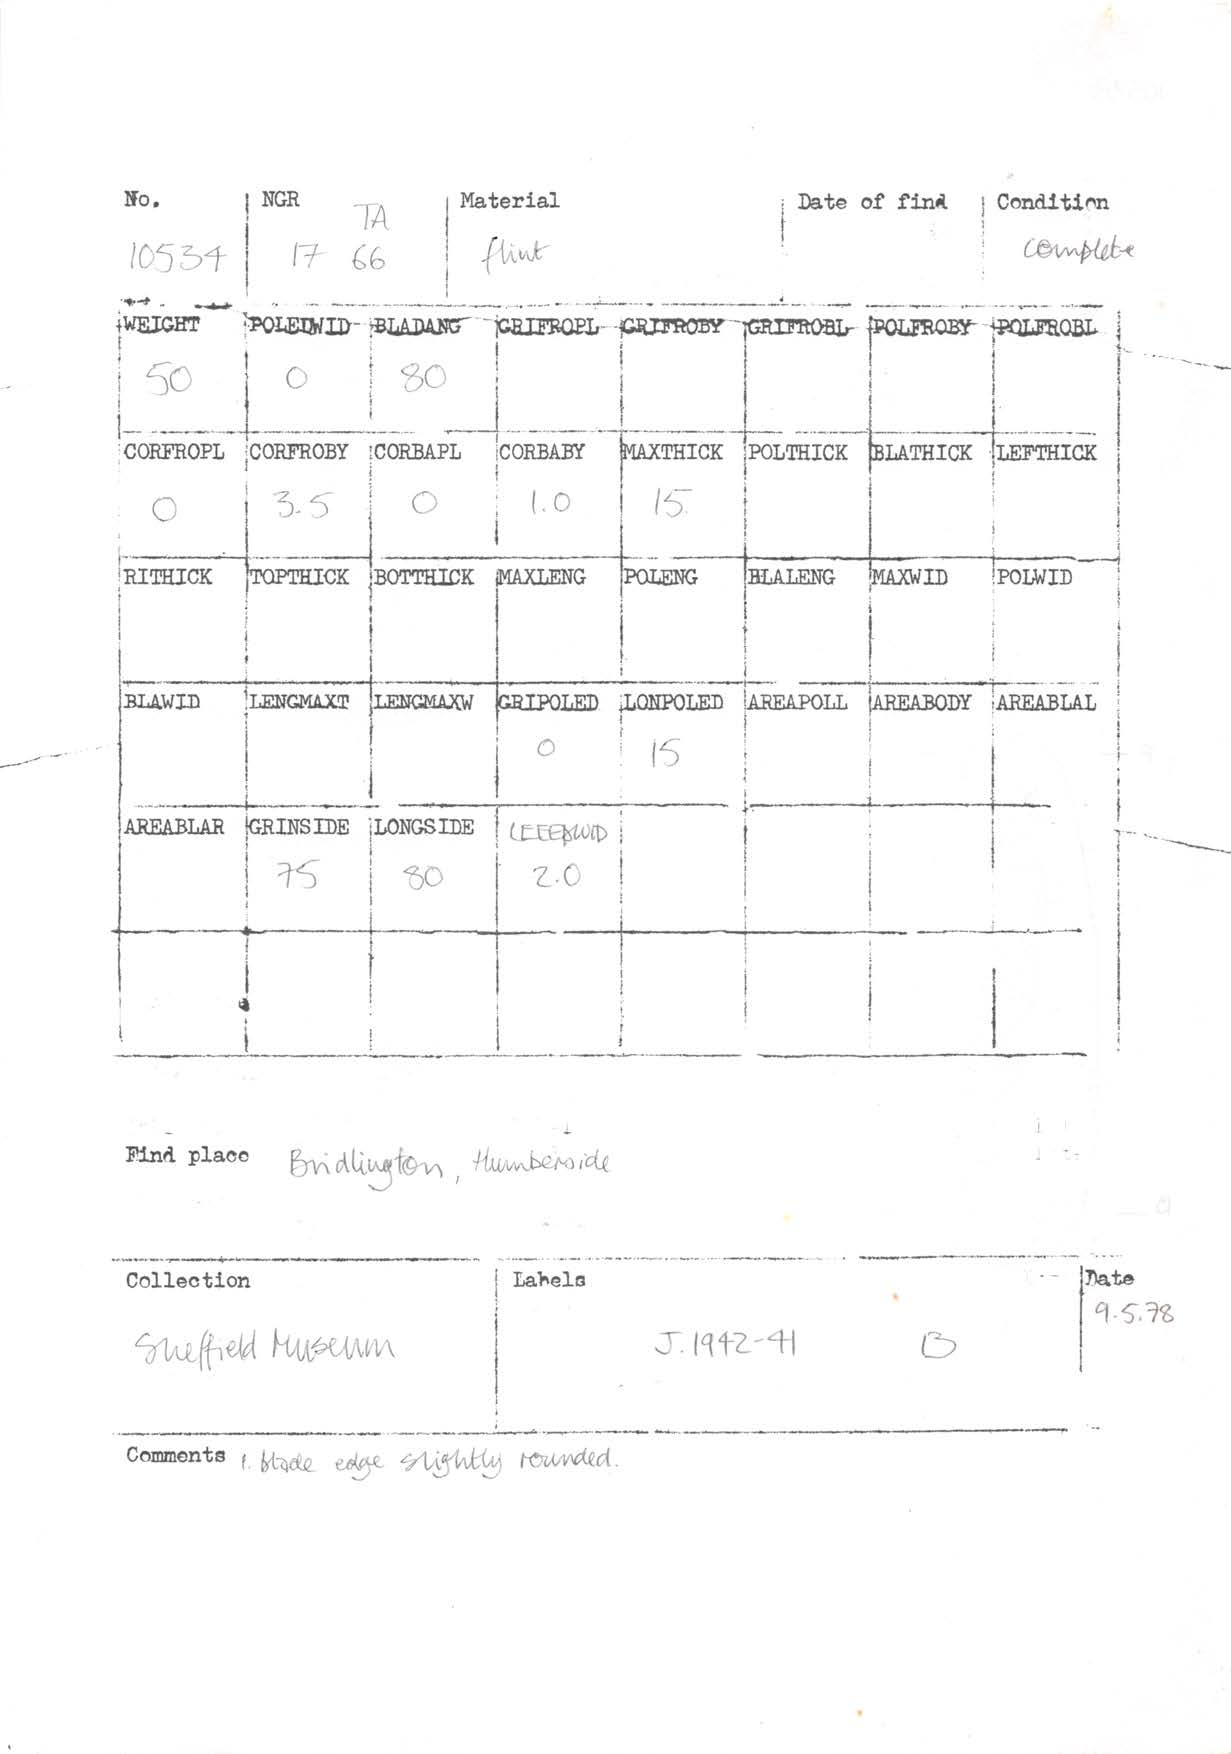 No. NGR Material Date of find Condition
TA
10534 17 66 flint complete
WEIGHT POLEDWID BLADANG GRIFROPL GRIFROBY GRIFROBL POLFROBY POLFROBL
50 0 80
CORFROPL CORFROBY CORBAPL CORBABY MAXTHICK POLTHICK BLATHICK LEFTHICK
0 3.5 0 1.0 15
RITHICK TOPTHICK BOTTHICK MAXLENG POLENG BLALENG MAXWID POLWID
BLAWID LENGMAXT LENGMAXW GRIPOLED LONPOLED AREAPOLL AREABODY AREABLAL
0 15
AREABLAR GRINSIDE LONGSIDE
75 80 2.0
Find place Bridlington, Humberside
Collection Labels Date
9.5.78
Sheffield Museum J.1942-41 B
Comments 1. blade edge slightly rounded.